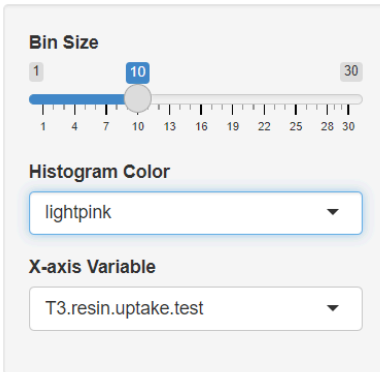 Bin Size
1 10 30
1 4 7 10 13 16 19 22 25 28 30
Histogram Color
lightpink
X-axis Variable
T3.resin.uptake.test